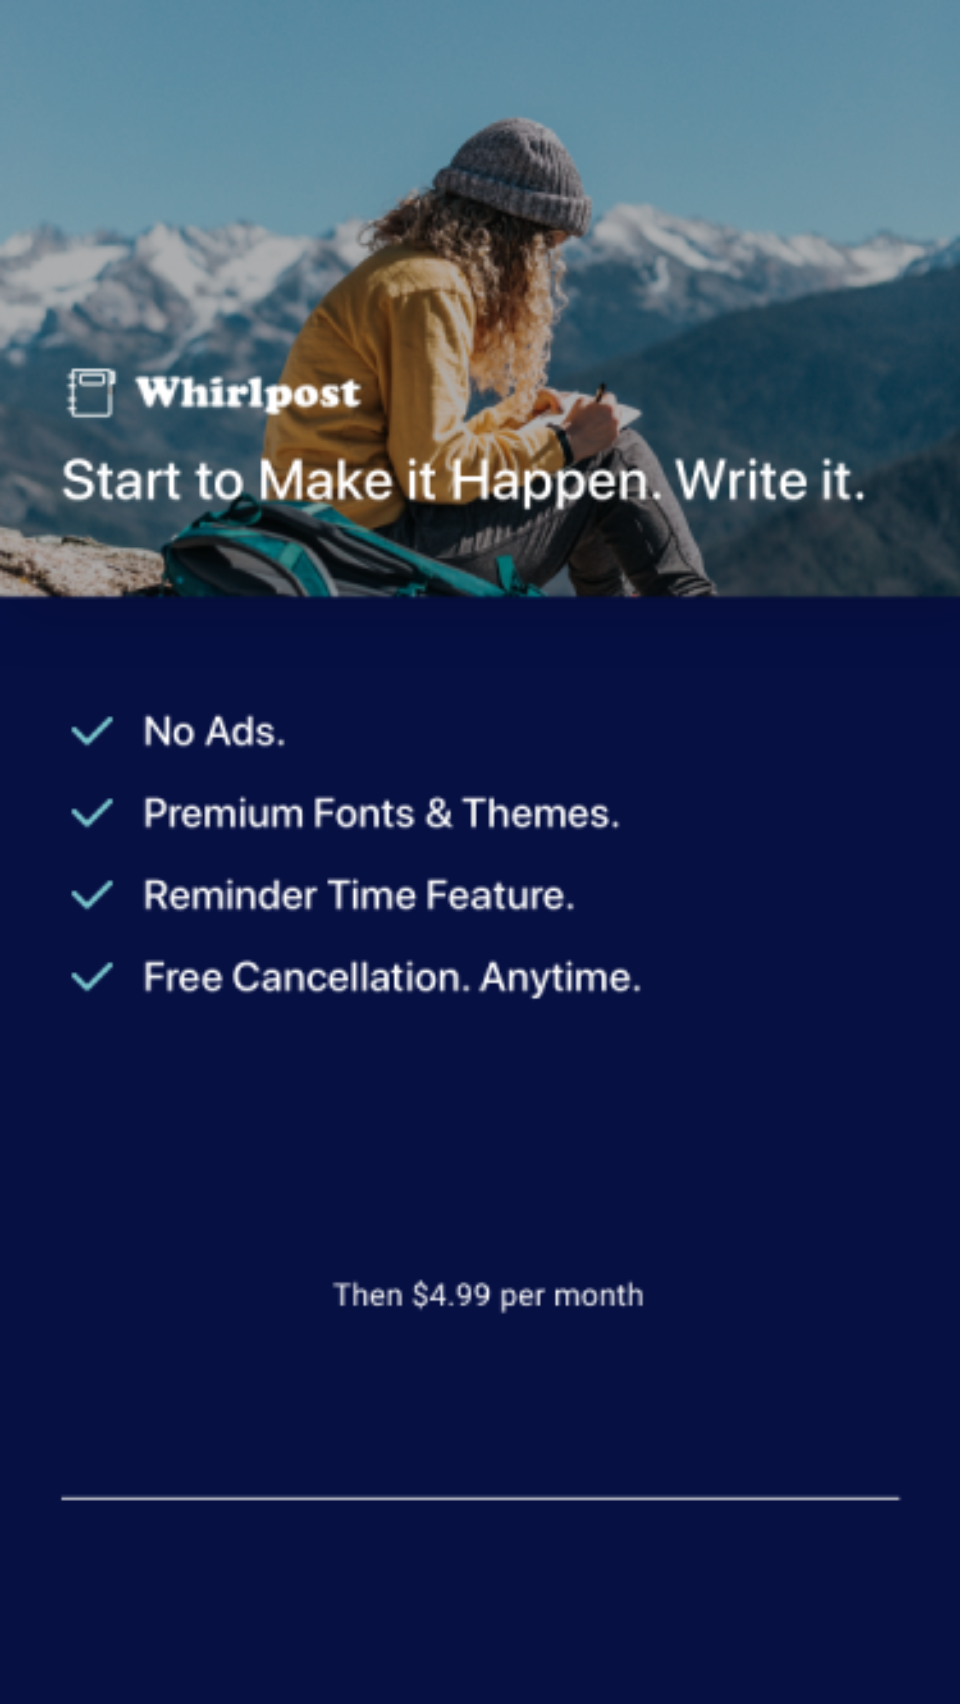 Whirlpost
Start to Make it Happen. Write it.
No Ads.
Premium Fonts & Themes.
Reminder Time Feature.
Free Cancellation. Anytime.
Then $4.99 per month